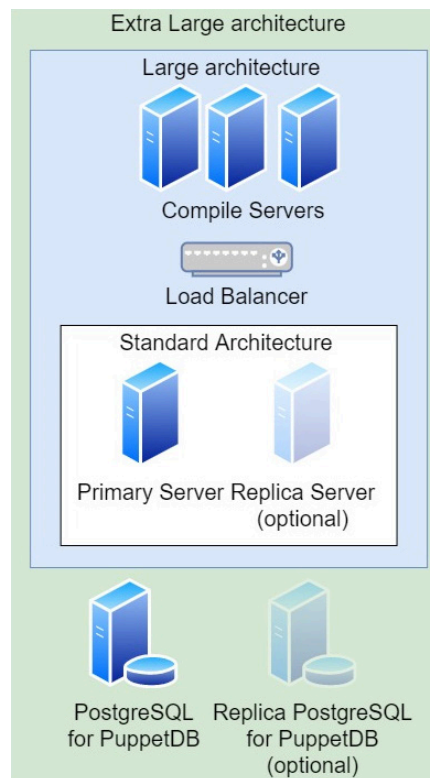 Extra Large architecture
Large architecture
Compile Servers
Load Balancer
Standard Architecture
Primary Server
Replica Server
(optional)
PostgreSQL
for PuppetDB
Replica PostgreSQL
for PuppetDB
(optional)